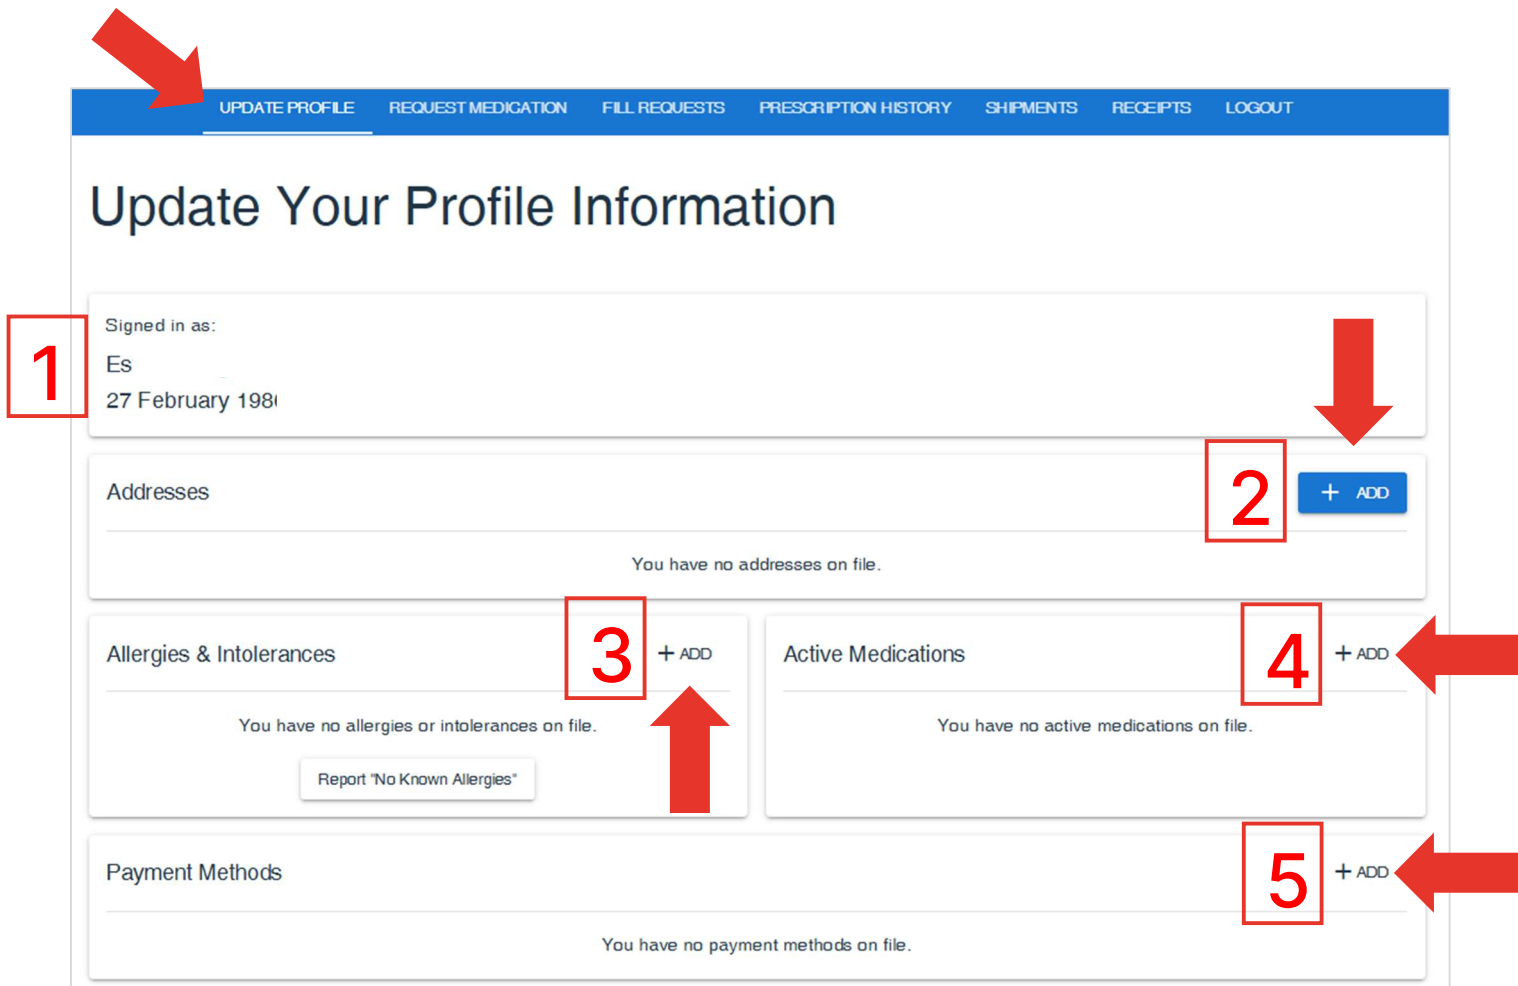 UPDATE PROFILE REQUEST MEDICATION FILL REQUESTS PRESCRIPTION HISTORY SHIPMENTS RECEIPTS LOGOUT
Update Your Profile Information
1
Signed in as:
Es
27 February
2
Addresses
+ ADD
You have no addresses on file.
3
Allergies & Intolerances
+ ADD
You have no allergies or intolerances on file.
Report "No Known Allergies"
4
Active Medications
+ ADD
You have no active medications on file.
5
Payment Methods
+ ADD
You have no payment methods on file.